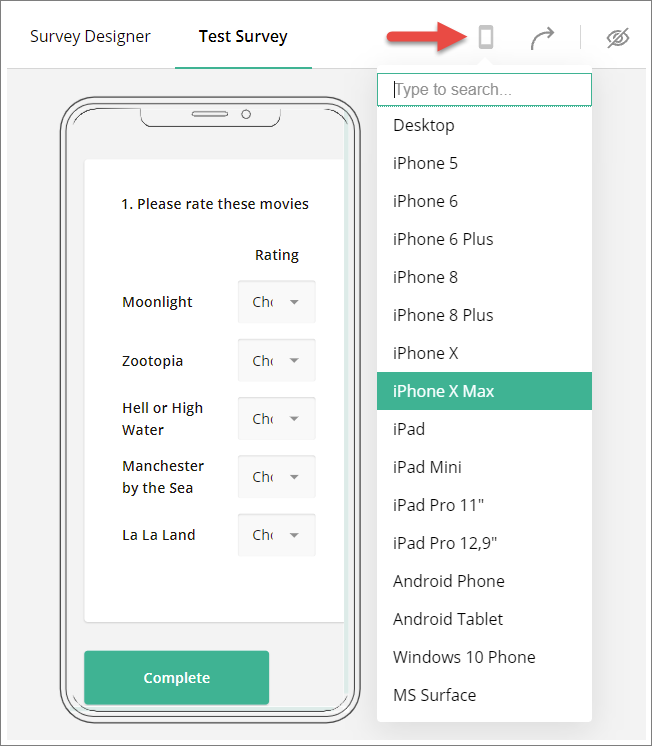 Survey Designer
Test Survey
Type to search...
Desktop
iPhone 5
iPhone 6
iPhone 6 Plus
iPhone 8
iPhone 8 Plus
iPhone X
iPhone X Max
iPad
iPad Mini
iPad Pro 11"
iPad Pro 12,9"
Android Phone
Android Tablet
Windows 10 Phone
MS Surface
1. Please rate these movies
Rating
Moonlight
Cho
Zootopia
Cho
Hell or High
Water
Cho
Manchester
by the Sea
Cho
La La Land
Cho
Complete